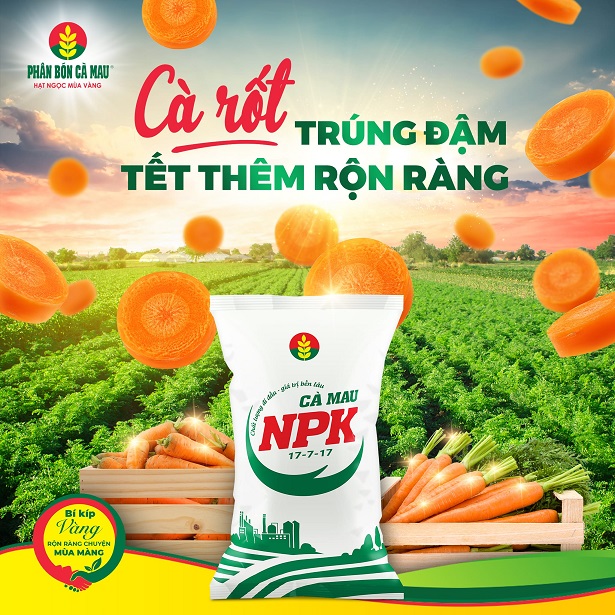 PHÂN BÓN CÀ MAU®
HẠT NGỌC MÙA VÀNG
Cà rốt TRÚNG ĐẬM
TẾT THÊM RỘN RÀNG
Chất lượng đi đầu - giá trị bền lâu
CÀ MAU
NPK
17-7-17
Bí kíp
Vàng
RỘN RÀNG CHUYỆN
MÙA MÀNG